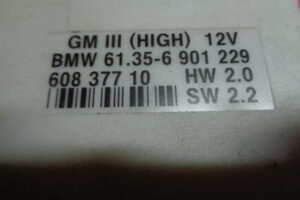 GM III (HIGH) 12V
BMW 61.35-6 901 229
608 377 10 HW 2.0
SW 2.2